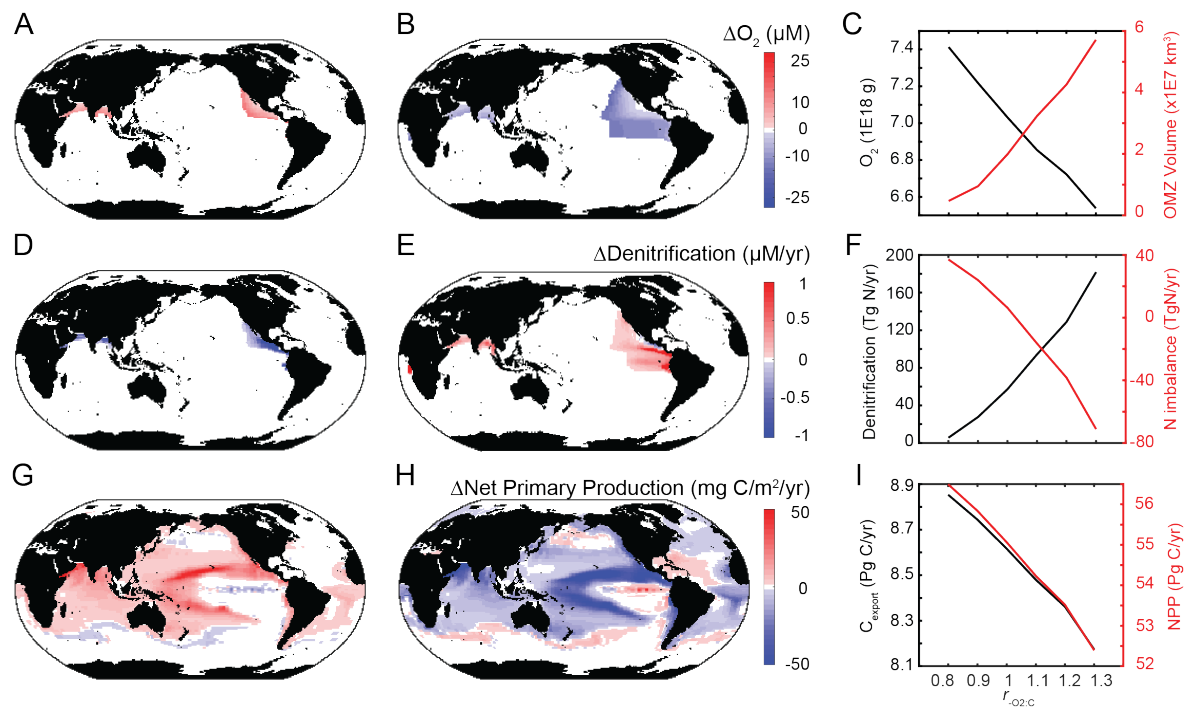 A
B
ΔO2 (µM)
25
10
0
-10
-25
C
7.4
7.2
7.0
6.8
6.6
O2 (1E18 g)
6
4
2
0
OMZ Volume (x1E7 km³)
D
E
ΔDenitrification (µM/yr)
1
0.5
0
-0.5
-1
F
200
160
120
80
40
0
Denitrification (Tg N/yr)
40
0
-40
-80
N imbalance (TgN/yr)
G
H
ΔNet Primary Production (mg C/m²/yr)
50
0
-50
I
8.9
8.7
8.5
8.3
8.1
Cexport (Pg C/yr)
56
55
54
53
52
NPP (Pg C/yr)
0.8 0.9 1 1.1 1.2 1.3
r-O2:C